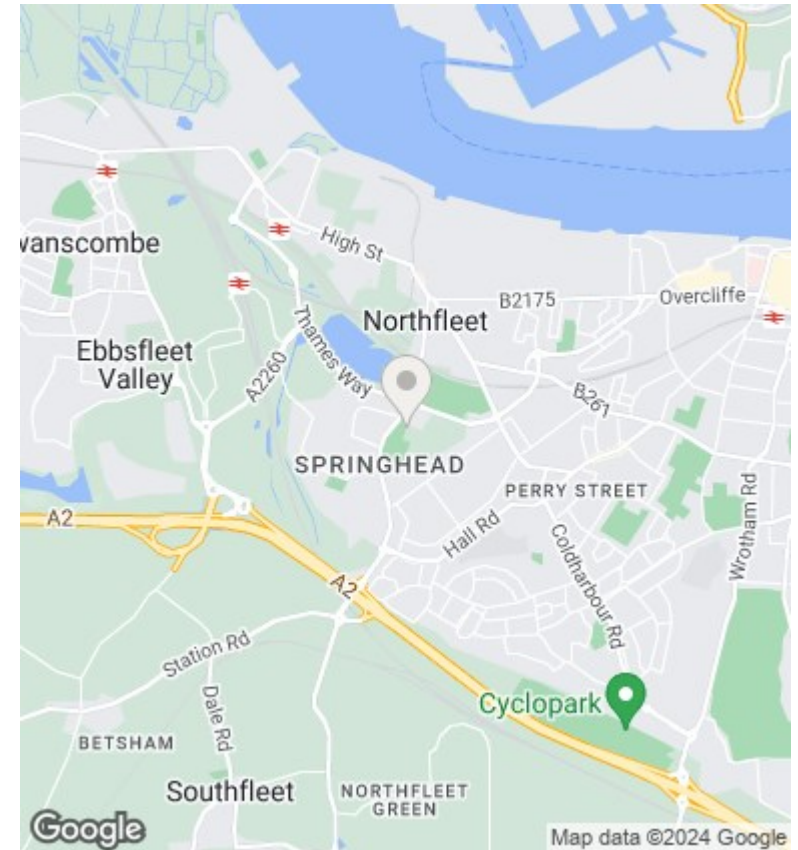 vanscombe
High St
B2175
Overcliffe
Northfleet
Ebbsfleet
Valley
A2260
Thames Way
B261
SPRINGHEAD
PERRY STREET
Wrotham Rd
A2
Hall Rd
Coldharbour Rd
A2
Station Rd
Dale Rd
Cyclopark
BETSHAM
Southfleet
NORTHFLEET
GREEN
Google
Map data ©2024 Google